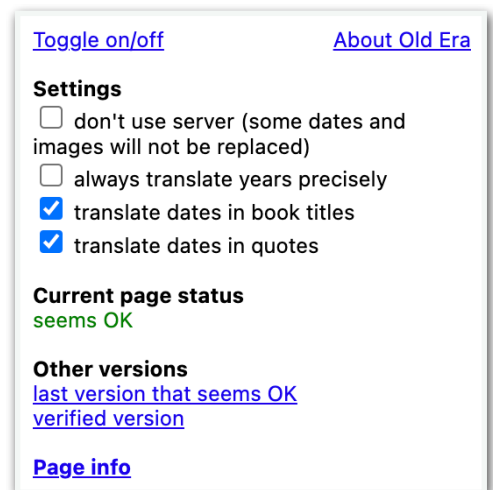 Toggle on/off About Old Era
Settings
don't use server (some dates and
images will not be replaced)
always translate years precisely
translate dates in book titles
translate dates in quotes
Current page status
seems OK
Other versions
last version that seems OK
verified version
Page info